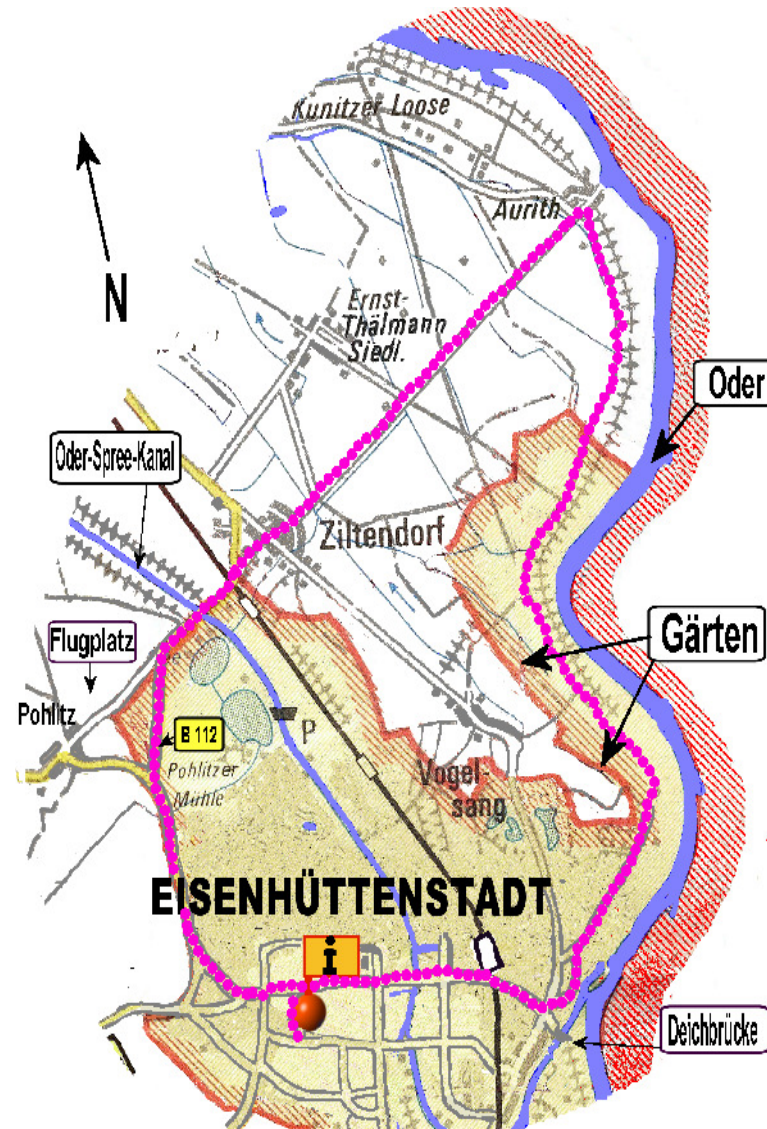 Kunitzer Loose
Aurith
N
Ernst-
Thälmann
Siedl.
Oder
Oder-Spree-Kanal
Ziltendorf
Flugplatz
Gärten
Pohlitz
B 112
P
Pohlitzer
Mühle
Vogel-
sang
EISENHÜTTENSTADT
i
Deichbrücke